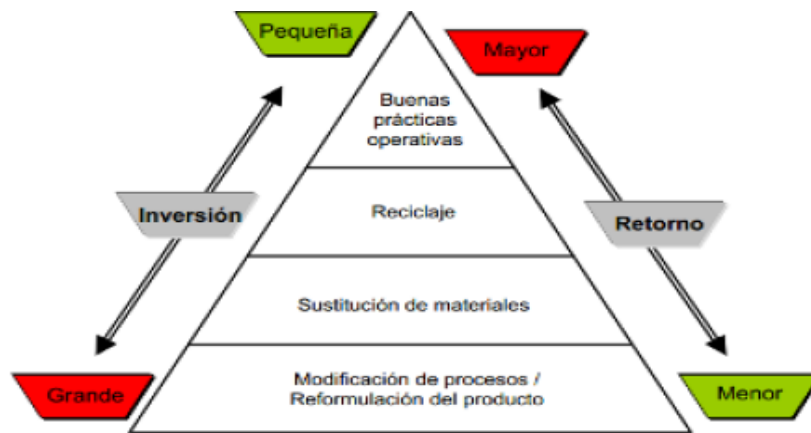 Pequeña
Mayor
Buenas
prácticas
operativas
Inversión
Reciclaje
Retorno
Sustitución de materiales
Grande
Modificación de procesos /
Reformulación del producto
Menor